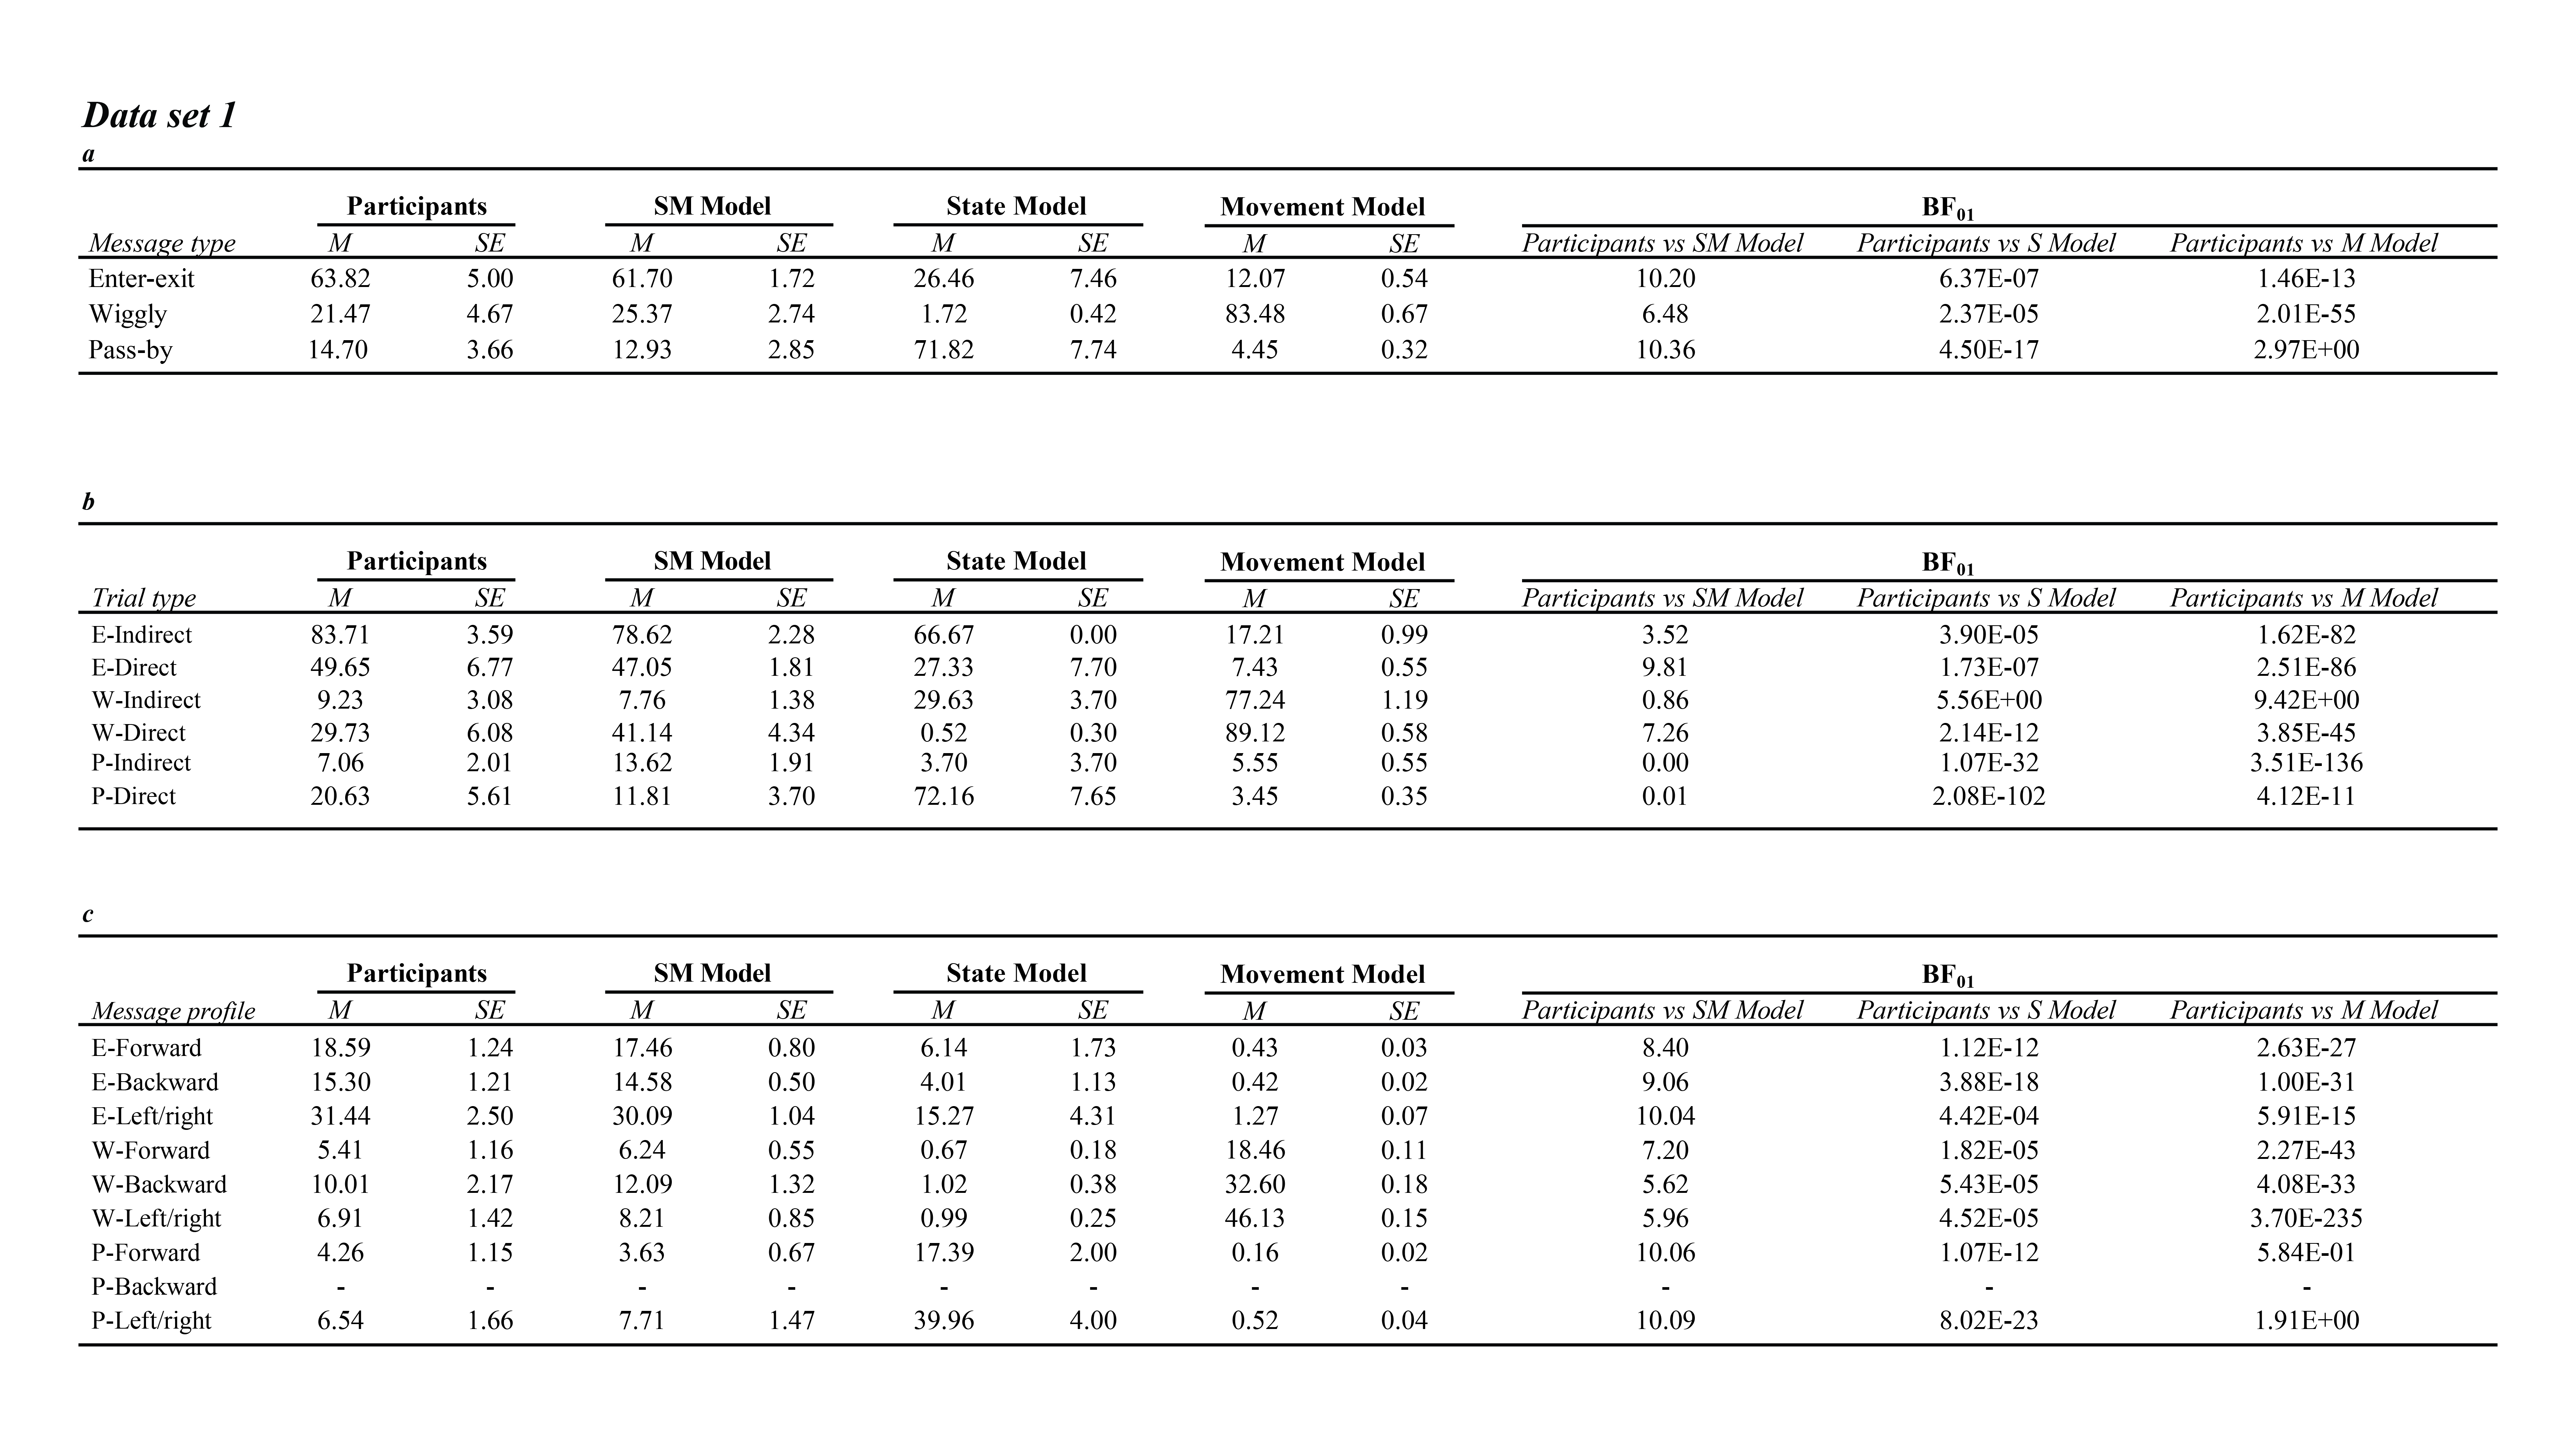 Data set 1
a
Participants SM Model State Model Movement Model BF01
Message type M SE M SE M SE M SE Participants vs SM Model Participants vs S Model Participants vs M Model
Enter-exit 63.82 5.00 61.70 1.72 26.46 7.46 12.07 0.54 10.20 6.37E-07 1.46E-13
Wiggly 21.47 4.67 25.37 2.74 1.72 0.42 83.48 0.67 6.48 2.37E-05 2.01E-55
Pass-by 14.70 3.66 12.93 2.85 71.82 7.74 4.45 0.32 10.36 4.50E-17 2.97E+00
b
Participants SM Model State Model Movement Model BF01
Trial type M SE M SE M SE M SE Participants vs SM Model Participants vs S Model Participants vs M Model
E-Indirect 83.71 3.59 78.62 2.28 66.67 0.00 17.21 0.99 3.52 3.90E-05 1.62E-82
E-Direct 49.65 6.77 47.05 1.81 27.33 7.70 7.43 0.55 9.81 1.73E-07 2.51E-86
W-Indirect 9.23 3.08 7.76 1.38 29.63 3.70 77.24 1.19 0.86 5.56E+00 9.42E+00
W-Direct 29.73 6.08 41.14 4.34 0.52 0.30 89.12 0.58 7.26 2.14E-12 3.85E-45
P-Indirect 7.06 2.01 13.62 1.91 3.70 3.70 5.55 0.55 0.00 1.07E-32 3.51E-136
P-Direct 20.63 5.61 11.81 3.70 72.16 7.65 3.45 0.35 0.01 2.08E-102 4.12E-11
c
Participants SM Model State Model Movement Model BF01
Message profile M SE M SE M SE M SE Participants vs SM Model Participants vs S Model Participants vs M Model
E-Forward 18.59 1.24 17.46 0.80 6.14 1.73 0.43 0.03 8.40 1.12E-12 2.63E-27
E-Backward 15.30 1.21 14.58 0.50 4.01 1.13 0.42 0.02 9.06 3.88E-18 1.00E-31
E-Left/right 31.44 2.50 30.09 1.04 15.27 4.31 1.27 0.07 10.04 4.42E-04 5.91E-15
W-Forward 5.41 1.16 6.24 0.55 0.67 0.18 18.46 0.11 7.20 1.82E-05 2.27E-43
W-Backward 10.01 2.17 12.09 1.32 1.02 0.38 32.60 0.18 5.62 5.43E-05 4.08E-33
W-Left/right 6.91 1.42 8.21 0.85 0.99 0.25 46.13 0.15 5.96 4.52E-05 3.70E-235
P-Forward 4.26 1.15 3.63 0.67 17.39 2.00 0.16 0.02 10.06 1.07E-12 5.84E-01
P-Backward - - - - - - - - - - -
P-Left/right 6.54 1.66 7.71 1.47 39.96 4.00 0.52 0.04 10.09 8.02E-23 1.91E+00